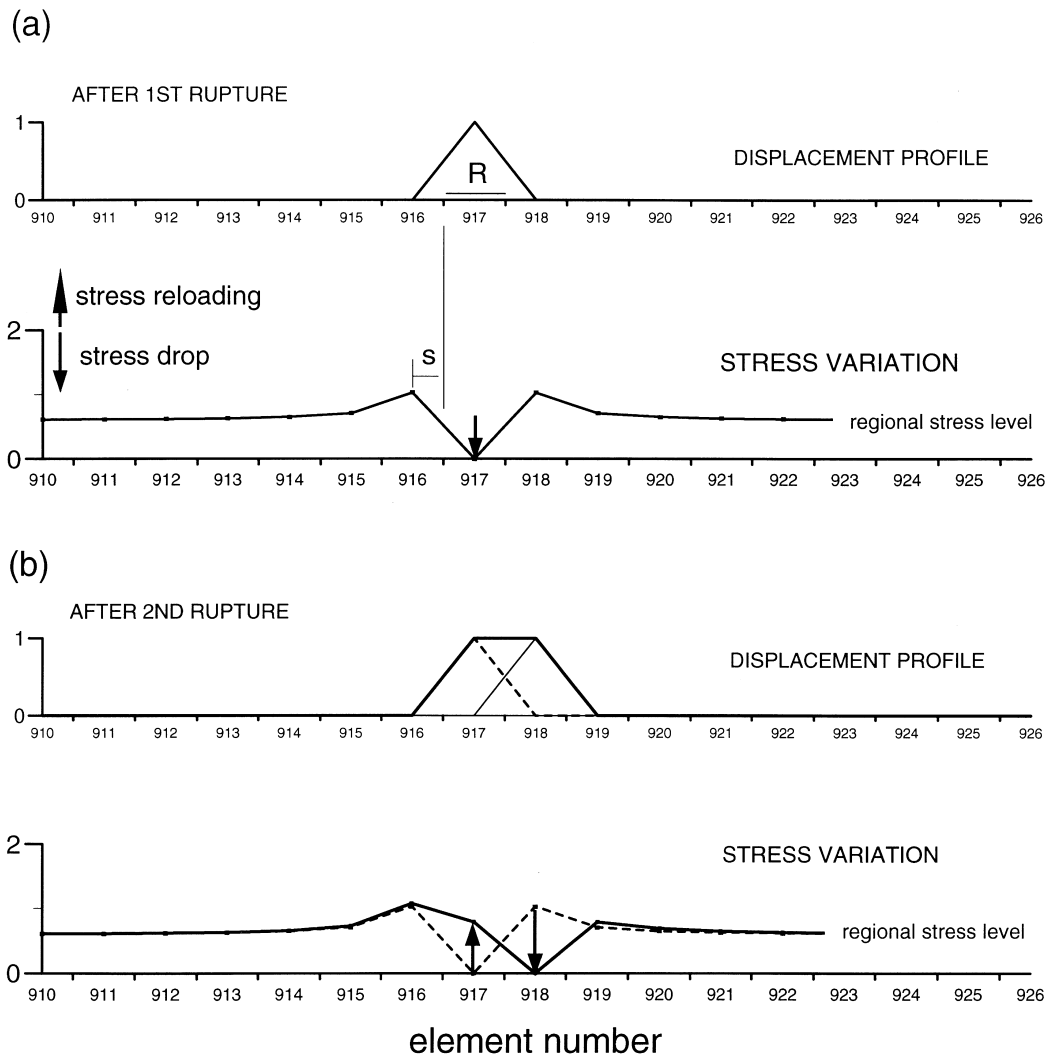 (a)
AFTER 1ST RUPTURE
1
R
DISPLACEMENT PROFILE
0
910 911 912 913 914 915 916 917 918 919 920 921 922 923 924 925 926
stress reloading
2
stress drop
s
STRESS VARIATION
regional stress level
0
910 911 912 913 914 915 916 917 918 919 920 921 922 923 924 925 926
(b)
AFTER 2ND RUPTURE
1
DISPLACEMENT PROFILE
0
910 911 912 913 914 915 916 917 918 919 920 921 922 923 924 925 926
2
STRESS VARIATION
regional stress level
0
910 911 912 913 914 915 916 917 918 919 920 921 922 923 924 925 926
element number